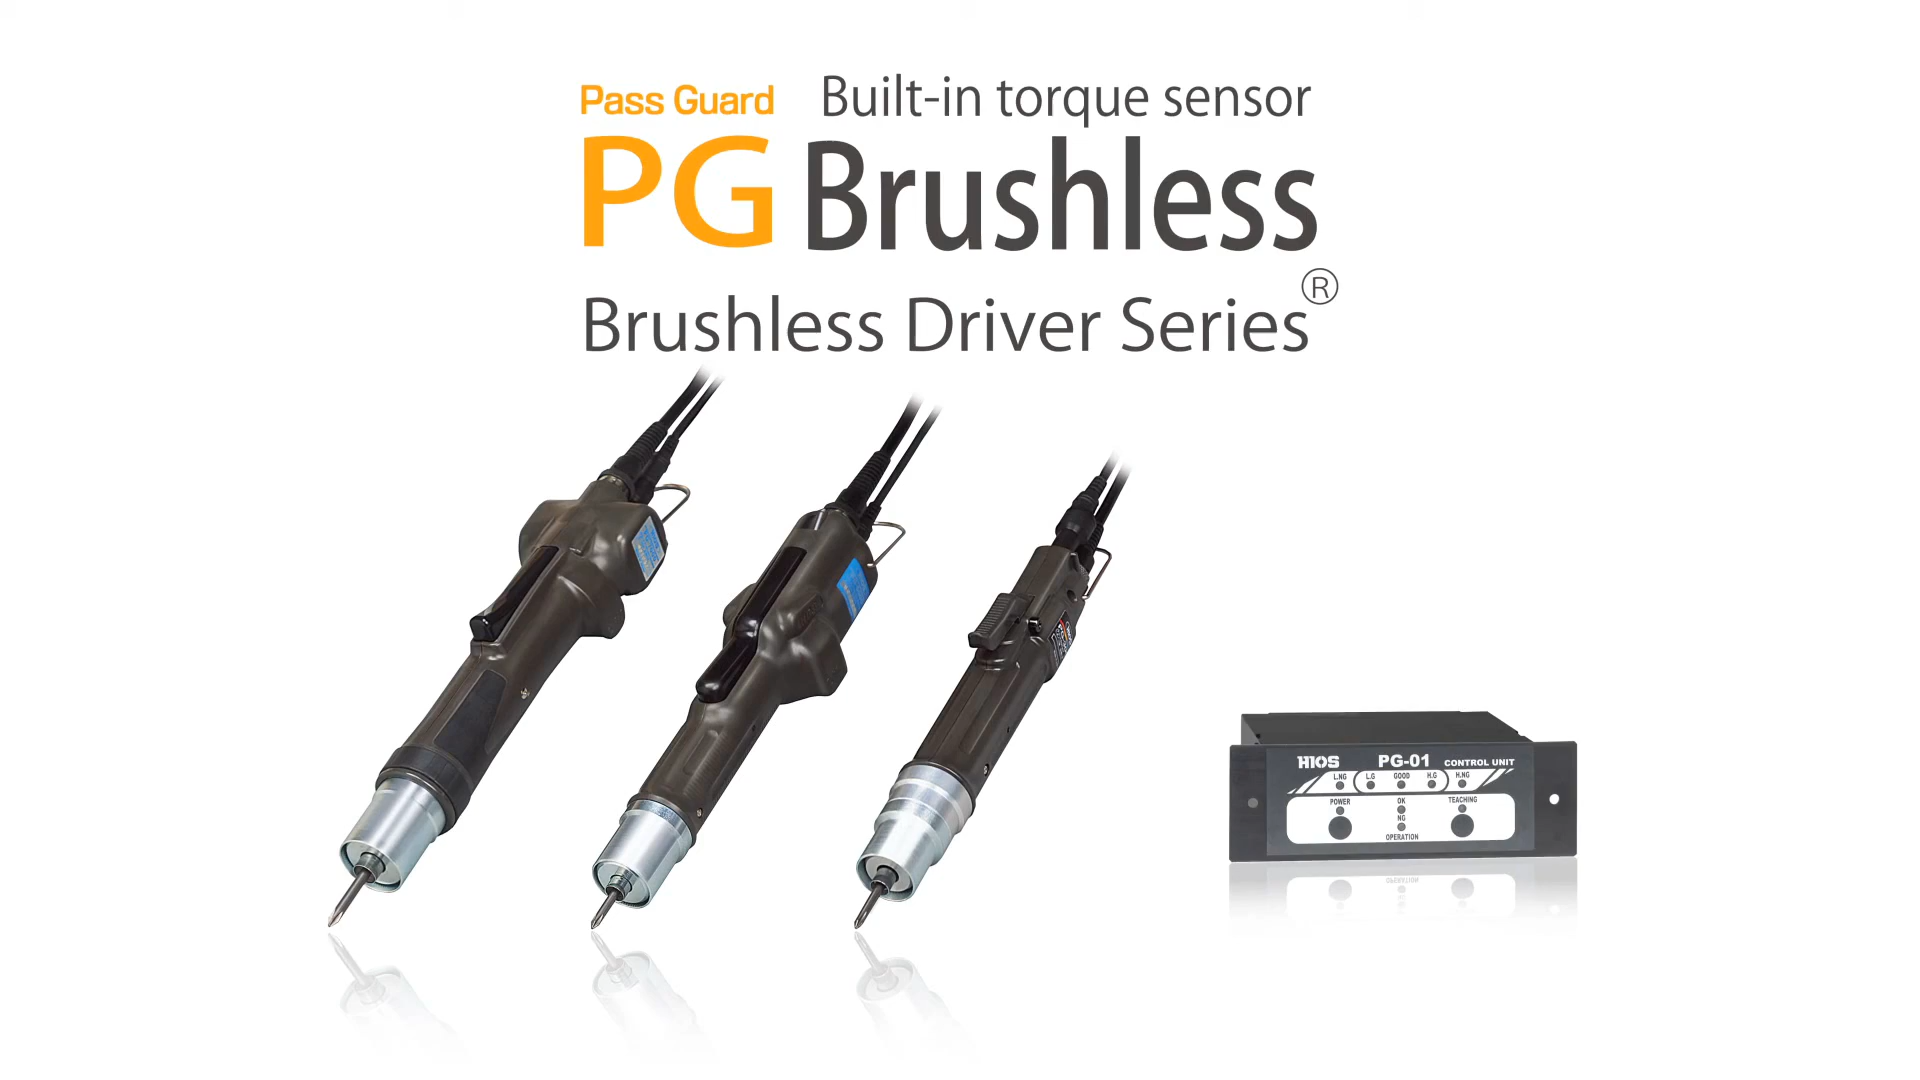 Pass Guard Built-in torque sensor
PG Brushless
Brushless Driver Series®
HIOS PG-01 CONTROL UNIT
L.NG L.G GOOD H.G H.NG
POWER OK TEACHING
NG
OPERATION